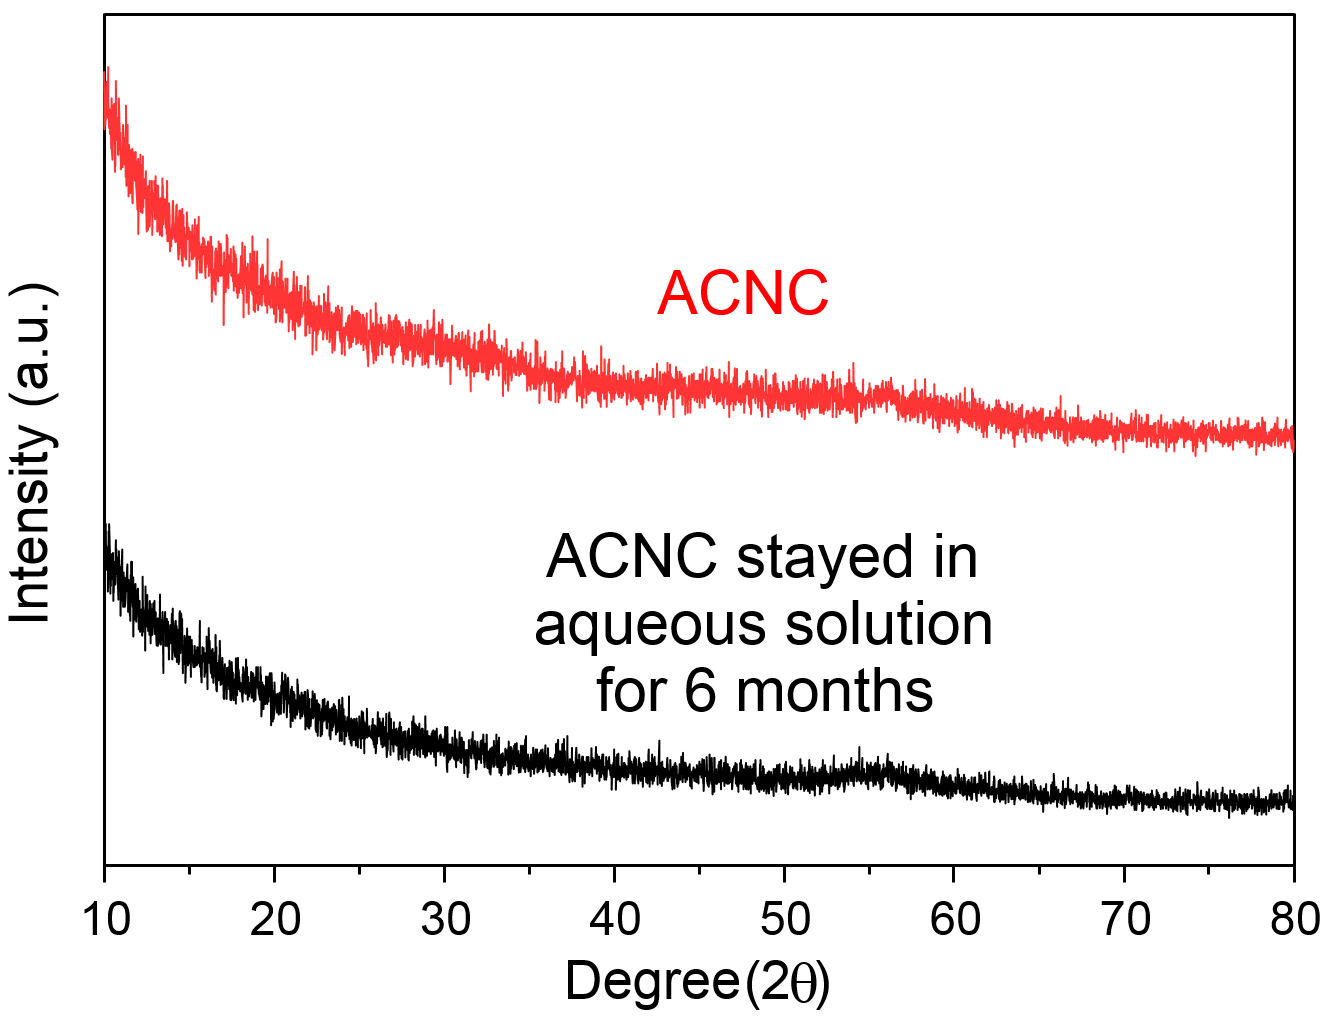 Intensity (a.u.)
ACNC
ACNC stayed in
aqueous solution
for 6 months
10 20 30 40 50 60 70 80
Degree(2θ)